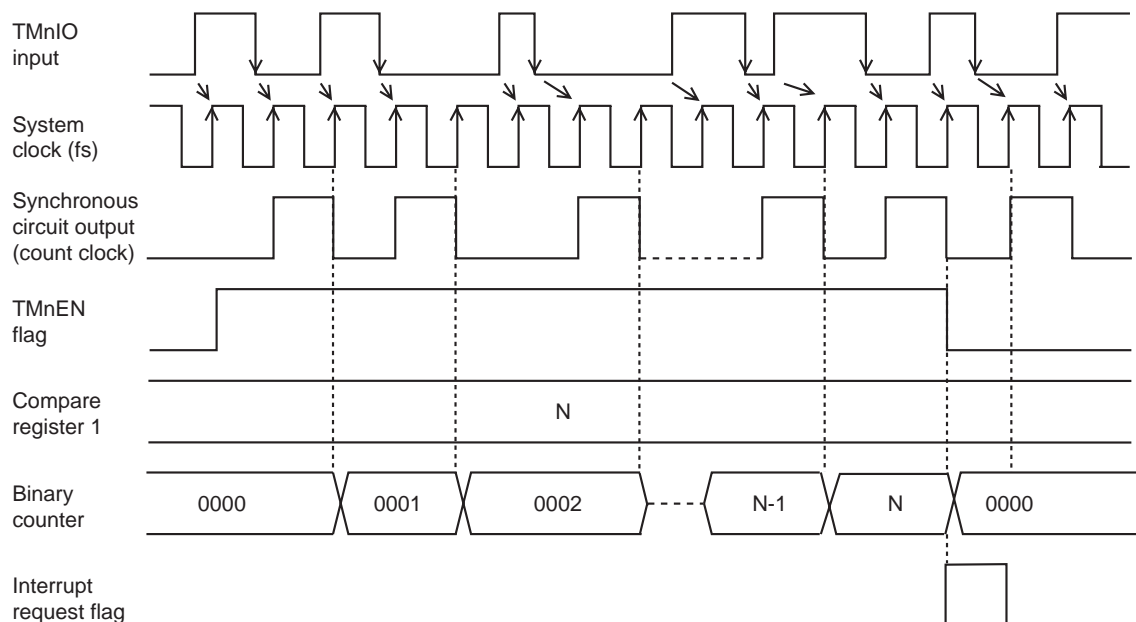 TMnIO
input
System
clock (fs)
Synchronous
circuit output
(count clock)
TMnEN
flag
Compare
register 1
N
Binary
counter
0000
0001
0002
N-1
N
0000
Interrupt
request flag